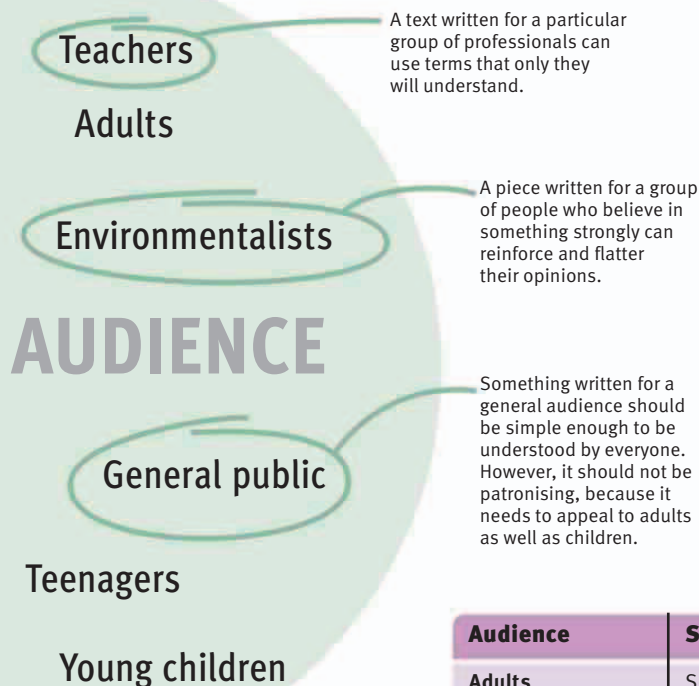 Teachers
A text written for a particular
group of professionals can
use terms that only they
will understand.
Adults
Environmentalists
A piece written for a group
of people who believe in
something strongly can
reinforce and flatter
their opinions.
AUDIENCE
General public
Something written for a
general audience should
be simple enough to be
understood by everyone.
However, it should not be
patronising, because it
needs to appeal to adults
as well as children.
Teenagers
Young children
Audience
Adults